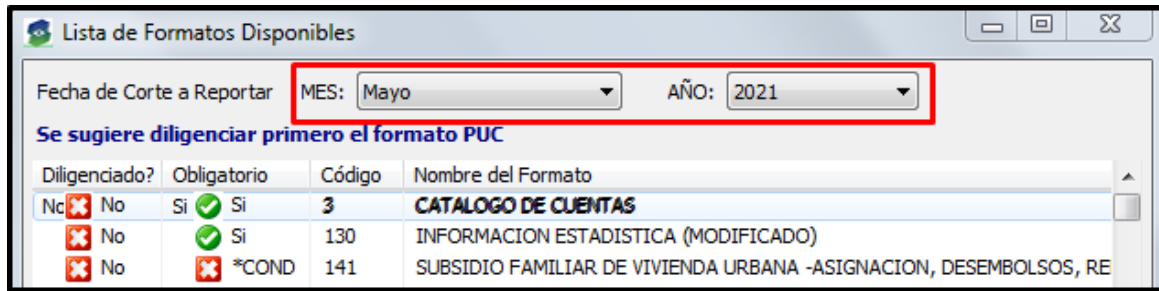 Lista de Formatos Disponibles
Fecha de Corte a Reportar MES: Mayo AÑO: 2021
Se sugiere diligenciar primero el formato PUC
Diligenciado? Obligatorio Código Nombre del Formato
No No Si Si 3 CATALOGO DE CUENTAS
No Si 130 INFORMACION ESTADISTICA (MODIFICADO)
No *COND 141 SUBSIDIO FAMILIAR DE VIVIENDA URBANA -ASIGNACION, DESEMBOLSOS, RE